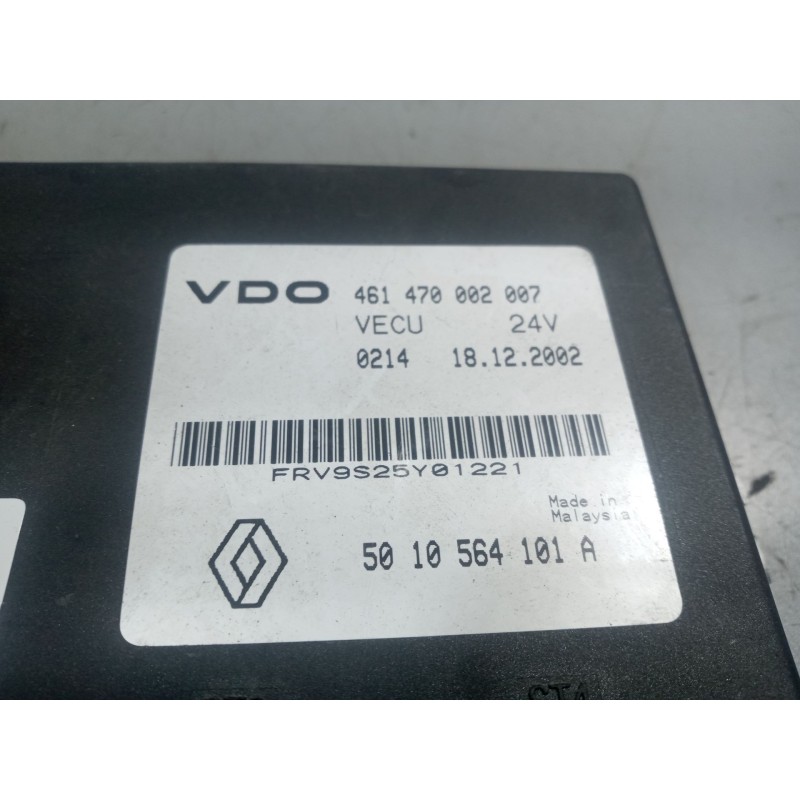 VDO 461 470 002 007
VECU 24V
0214 18.12.2002
FRV9S25Y01221
Made in
Malaysia
50 10 564 101 A